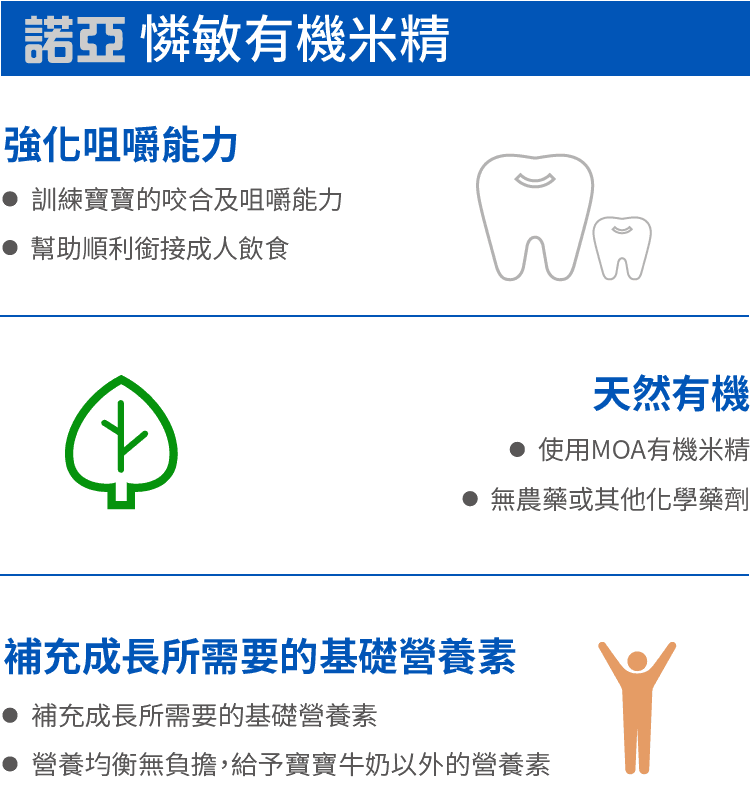 諾亞 憐敏有機米精
強化咀嚼能力
● 訓練寶寶的咬合及咀嚼能力
● 幫助順利銜接成人飲食
天然有機
● 使用MOA有機米精
● 無農藥或其他化學藥劑
補充成長所需要的基礎營養素
● 補充成長所需要的基礎營養素
● 營養均衡無負擔，給予寶寶牛奶以外的營養素